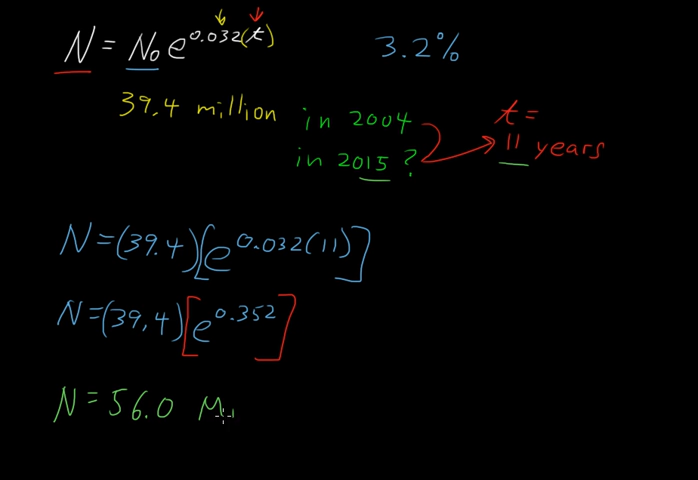 N = N₀e^0.032(t)
3.2%
39.4 million
in 2004
in 2015?
t =
11 years
N = (39.4)[e^0.032(11)]
N = (39.4)[e^0.352]
N = 56.0